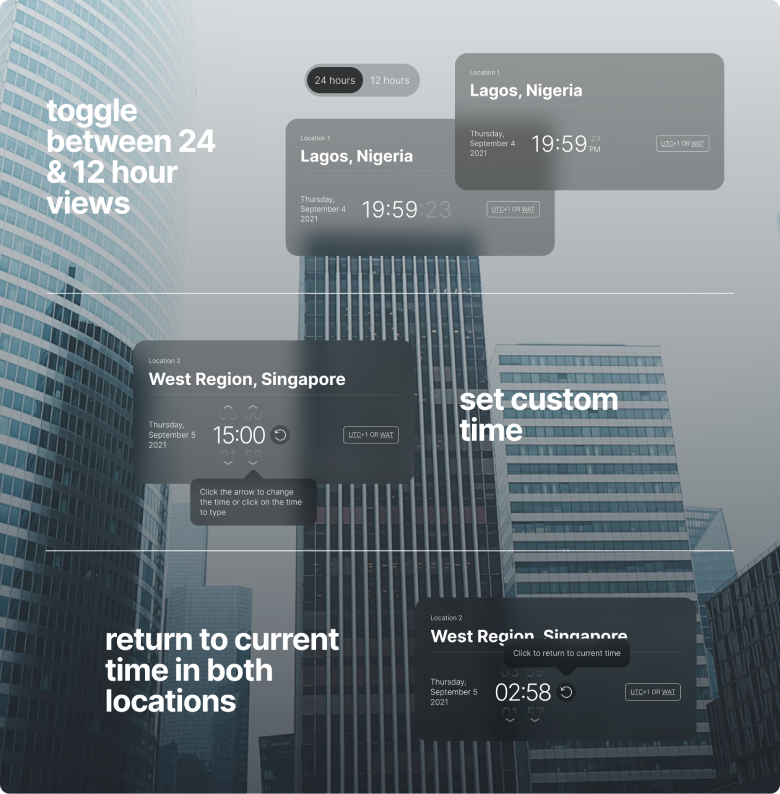 toggle
between 24
& 12 hour
views
24 hours 12 hours
Location 1
Lagos, Nigeria
Thursday,
September 4
2021
19:59:23
UTC+1 OR WAT
Location 1
Lagos, Nigeria
Thursday,
September 4
2021
19:59 :23
PM
UTC+1 OR WAT
Location 2
West Region, Singapore
Thursday,
September 5
2021
15:00
UTC+1 OR WAT
Click the arrow to change
the time or click on the time
to type
set custom
time
return to current
time in both
locations
Location 2
West Region, Singapore
Click to return to current time
Thursday,
September 5
2021
03 59
02:58
01 57
UTC+1 OR WAT